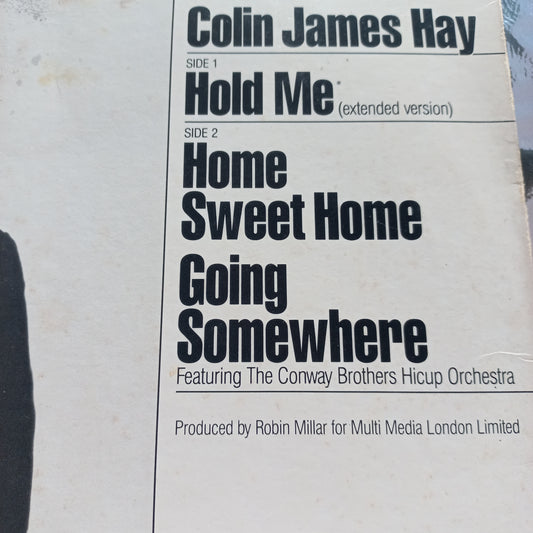 Colin James Hay
SIDE 1
Hold Me (extended version)
SIDE 2
Home
Sweet Home
Going
Somewhere
Featuring The Conway Brothers Hicup Orchestra
Produced by Robin Millar for Multi Media London Limited